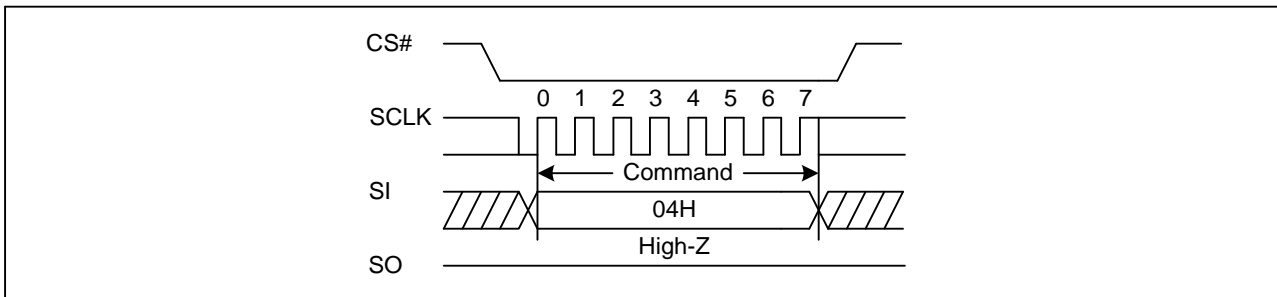 CS#
0 1 2 3 4 5 6 7
SCLK
Command
SI
04H
High-Z
SO